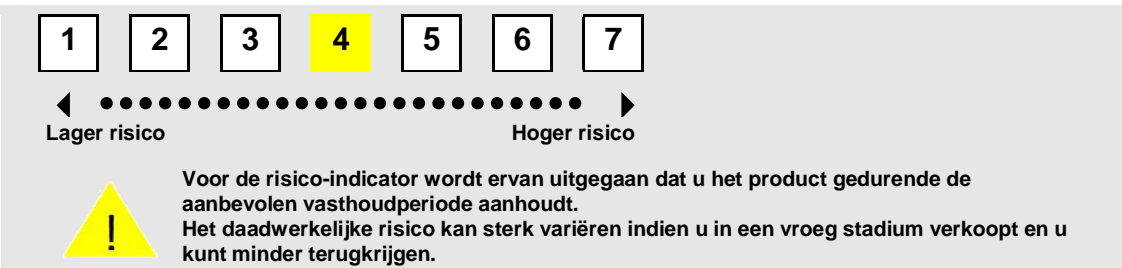 1 2 3 4 5 6 7
Lager risico Hoger risico
Voor de risico-indicator wordt ervan uitgegaan dat u het product gedurende de
aanbevolen vasthoudperiode aanhoudt.
Het daadwerkelijke risico kan sterk variëren indien u in een vroeg stadium verkoopt en u
kunt minder terugkrijgen.
!